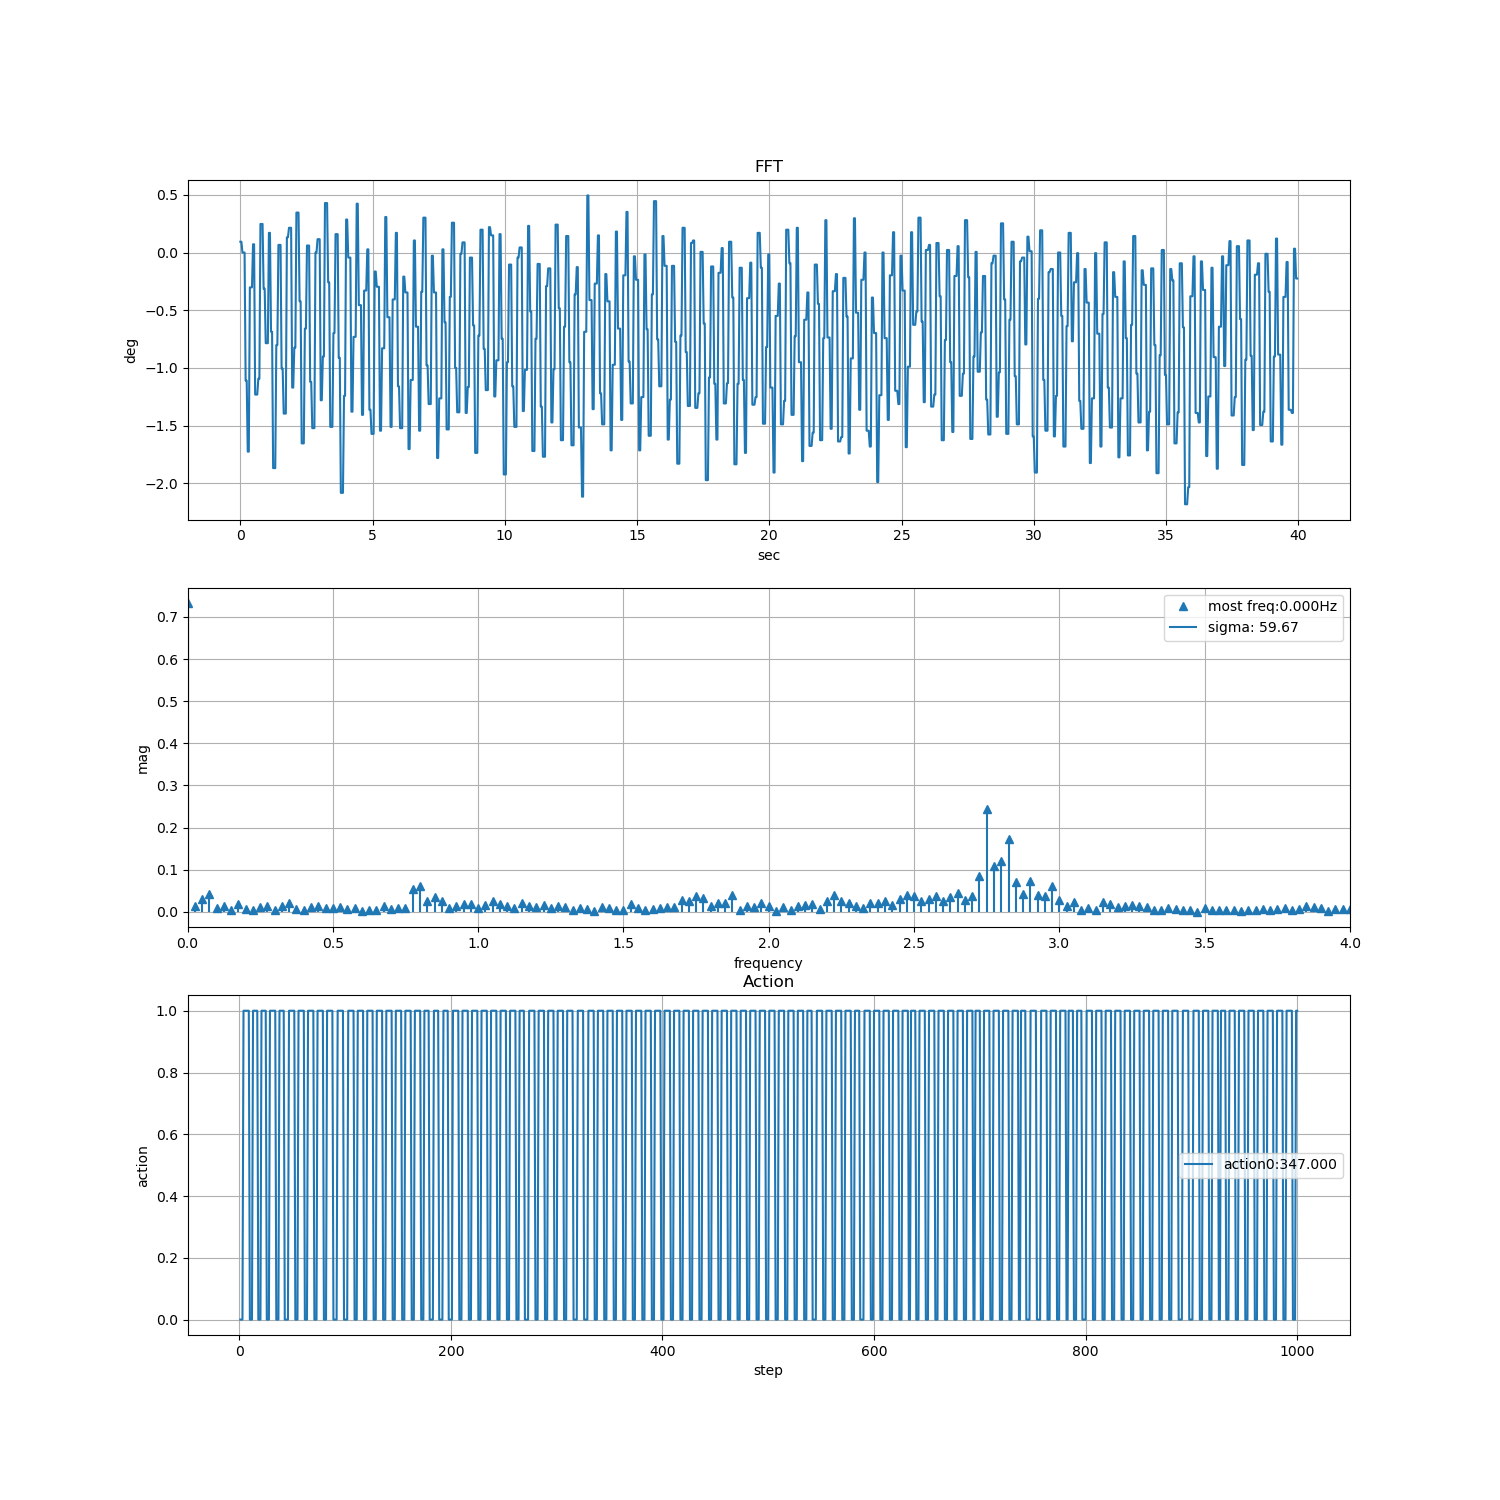 FFT
0.5
0.0
−0.5
−1.0
−1.5
−2.0
deg
0 5 10 15 20 25 30 35 40
sec
0.7
0.6
0.5
0.4
0.3
0.2
0.1
0.0
mag
most freq:0.000Hz
sigma: 59.67
0.0 0.5 1.0 1.5 2.0 2.5 3.0 3.5 4.0
frequency
Action
1.0
0.8
0.6
0.4
0.2
0.0
action
action0:347.000
0 200 400 600 800 1000
step